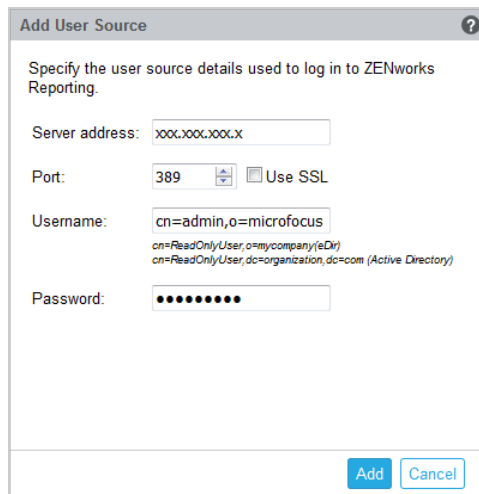 Add User Source
?
Specify the user source details used to log in to ZENworks
Reporting.
Server address: xxx.xxx.xxx.x
Port: 389 Use SSL
Username: cn=admin,o=microfocus
cn=ReadOnlyUser,o=mycompany(eDir)
cn=ReadOnlyUser,dc=organization,dc=com (Active Directory)
Password: •••••••••
Add Cancel